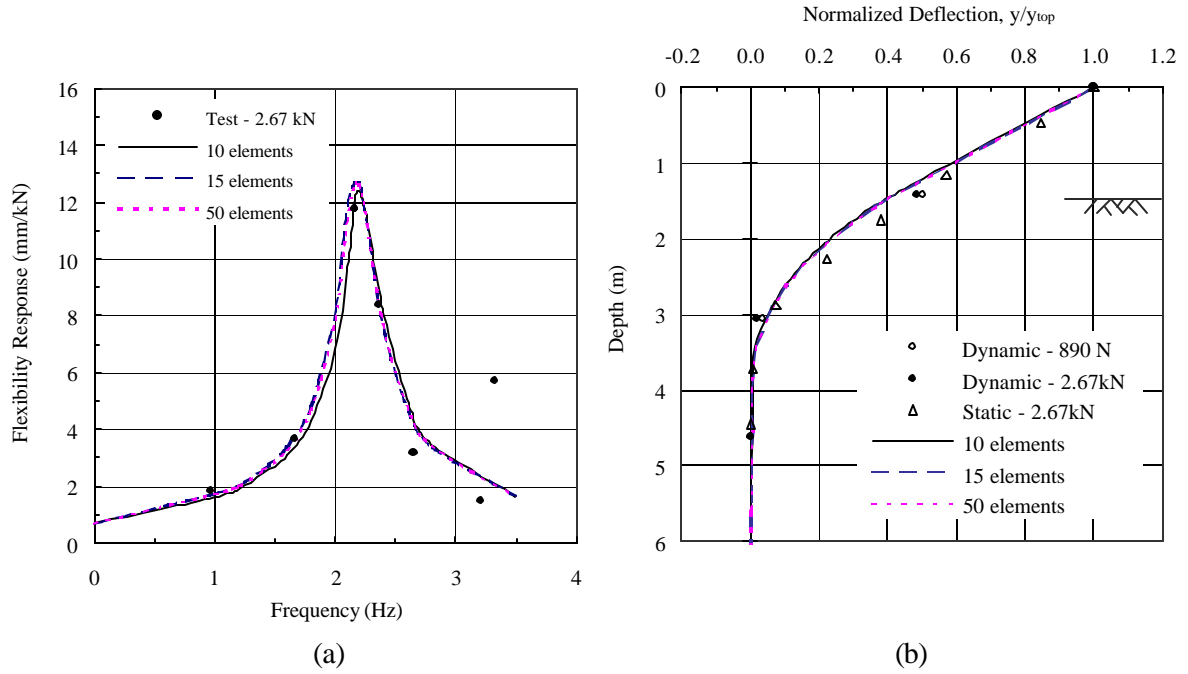 Flexibility Response (mm/kN)
16
14
12
10
8
6
4
2
0
Test - 2.67 kN
10 elements
15 elements
50 elements
0 1 2 3 4
Frequency (Hz)
(a)
Normalized Deflection, y/ytop
-0.2 0.0 0.2 0.4 0.6 0.8 1.0 1.2
Depth (m)
0
1
2
3
4
5
6
Dynamic - 890 N
Dynamic - 2.67kN
Static - 2.67kN
10 elements
15 elements
50 elements
(b)